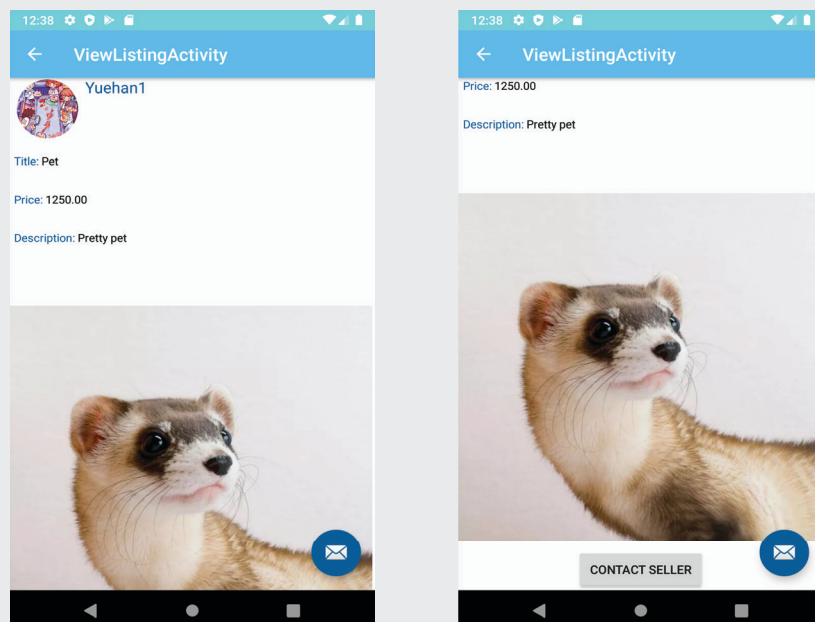 12:38
ViewListingActivity
Yuehan1
Title: Pet
Price: 1250.00
Description: Pretty pet
12:38
ViewListingActivity
Price: 1250.00
Description: Pretty pet
CONTACT SELLER